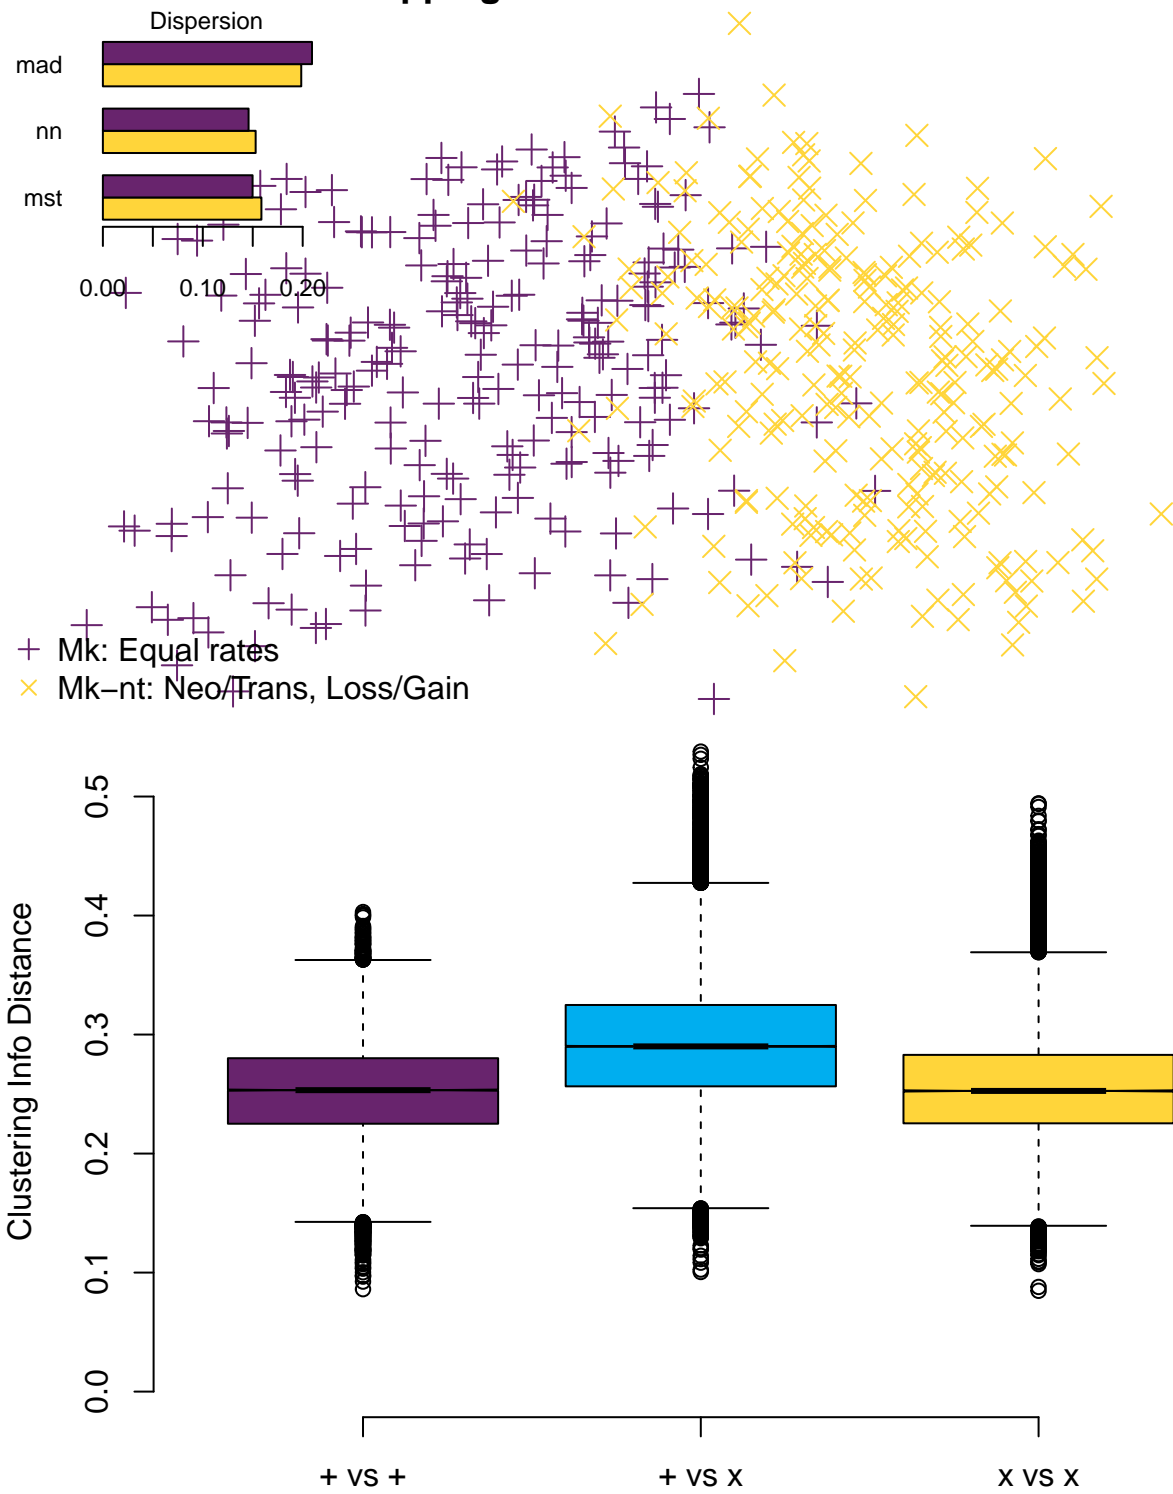 Dispersion
mad
nn
mst
0.00 0.10 0.20
Mk: Equal rates
Mk−nt: Neo/Trans, Loss/Gain
Clustering Info Distance
0.5
0.4
0.3
0.2
0.1
0.0
+ vs +
+ vs x
x vs x